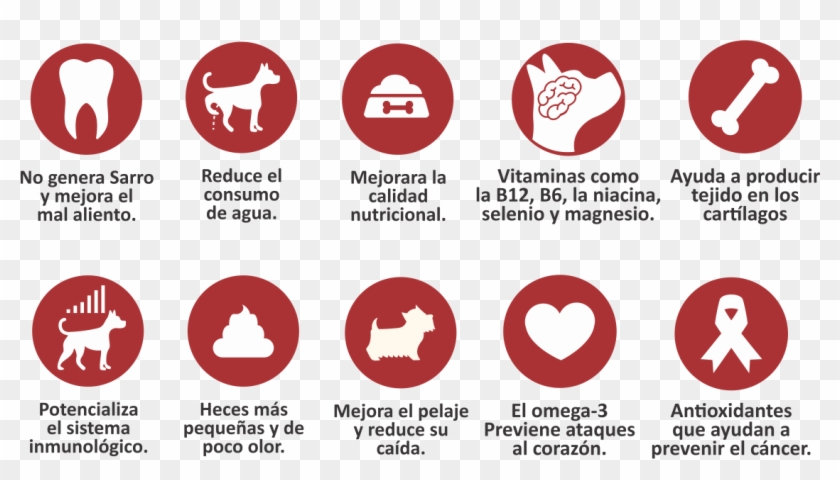 No genera Sarro
y mejora el
mal aliento.
Reduce el
consumo
de agua.
Mejorara la
calidad
nutricional.
Vitaminas como
la B12, B6, la niacina,
selenio y magnesio.
Ayuda a producir
tejido en los
cartílagos
Potencializa
el sistema
inmunológico.
Heces más
pequeñas y de
poco olor.
Mejora el pelaje
y reduce su
caída.
El omega-3
Previene ataques
al corazón.
Antioxidantes
que ayudan a
prevenir el cáncer.